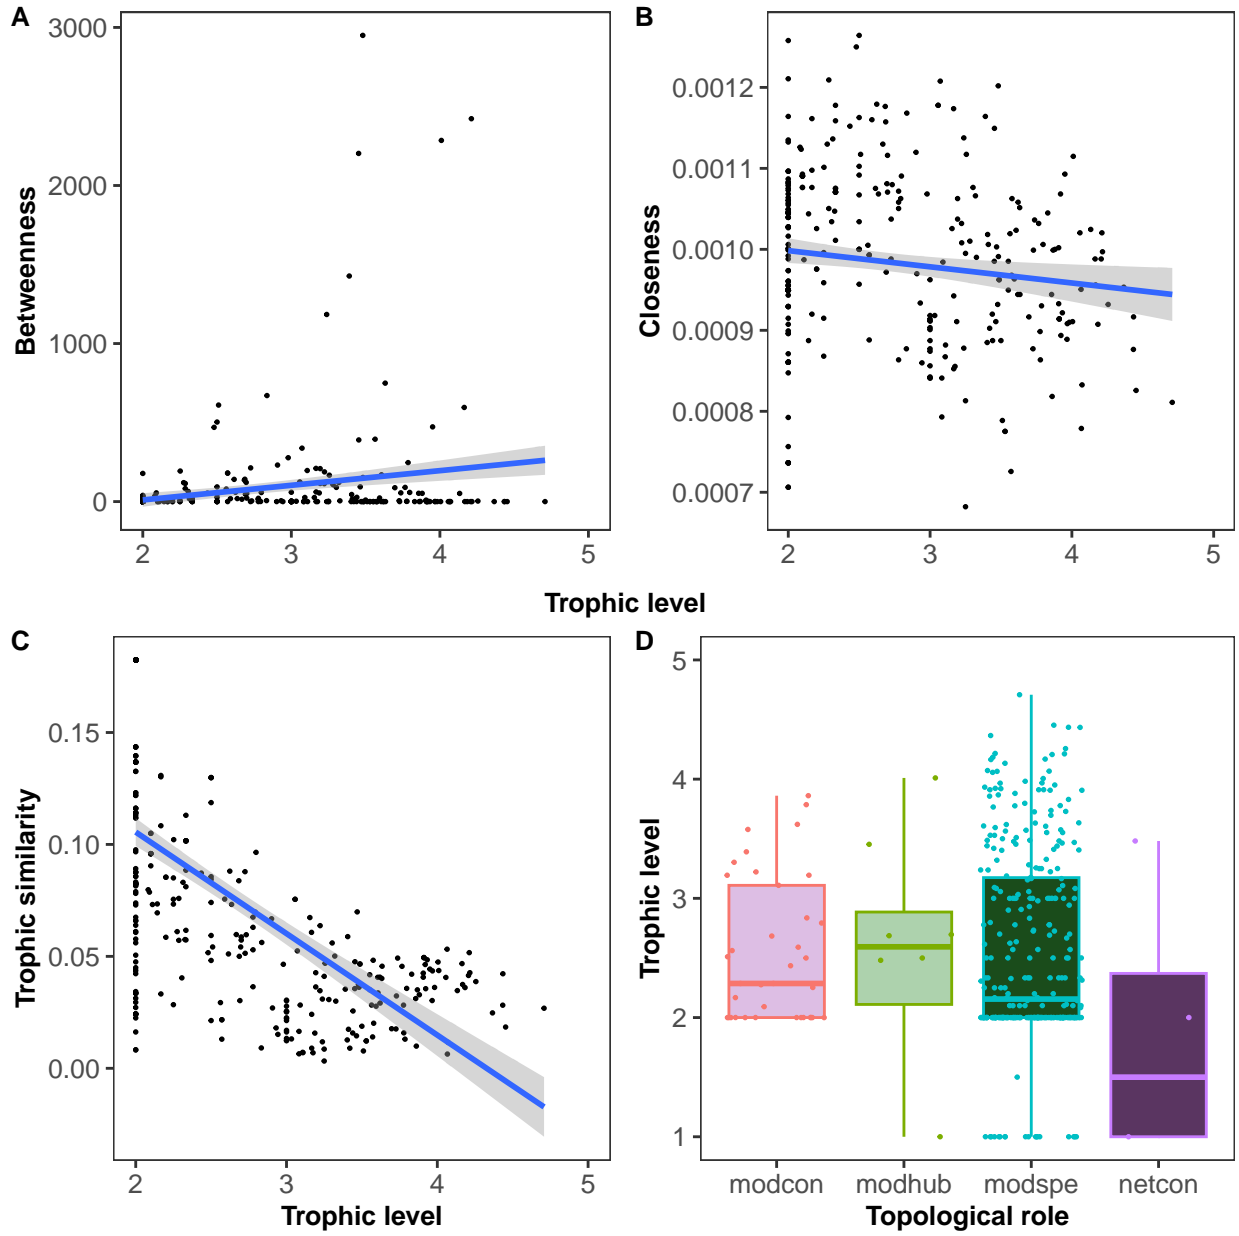 A
3000
2000
1000
0
Betweenness
2 3 4 5
B
0.0012
0.0011
0.0010
0.0009
0.0008
0.0007
Closeness
2 3 4 5
Trophic level
C
0.15
0.10
0.05
0.00
Trophic similarity
2 3 4 5
Trophic level
D
5
4
3
2
1
Trophic level
modcon modhub modspe netcon
Topological role